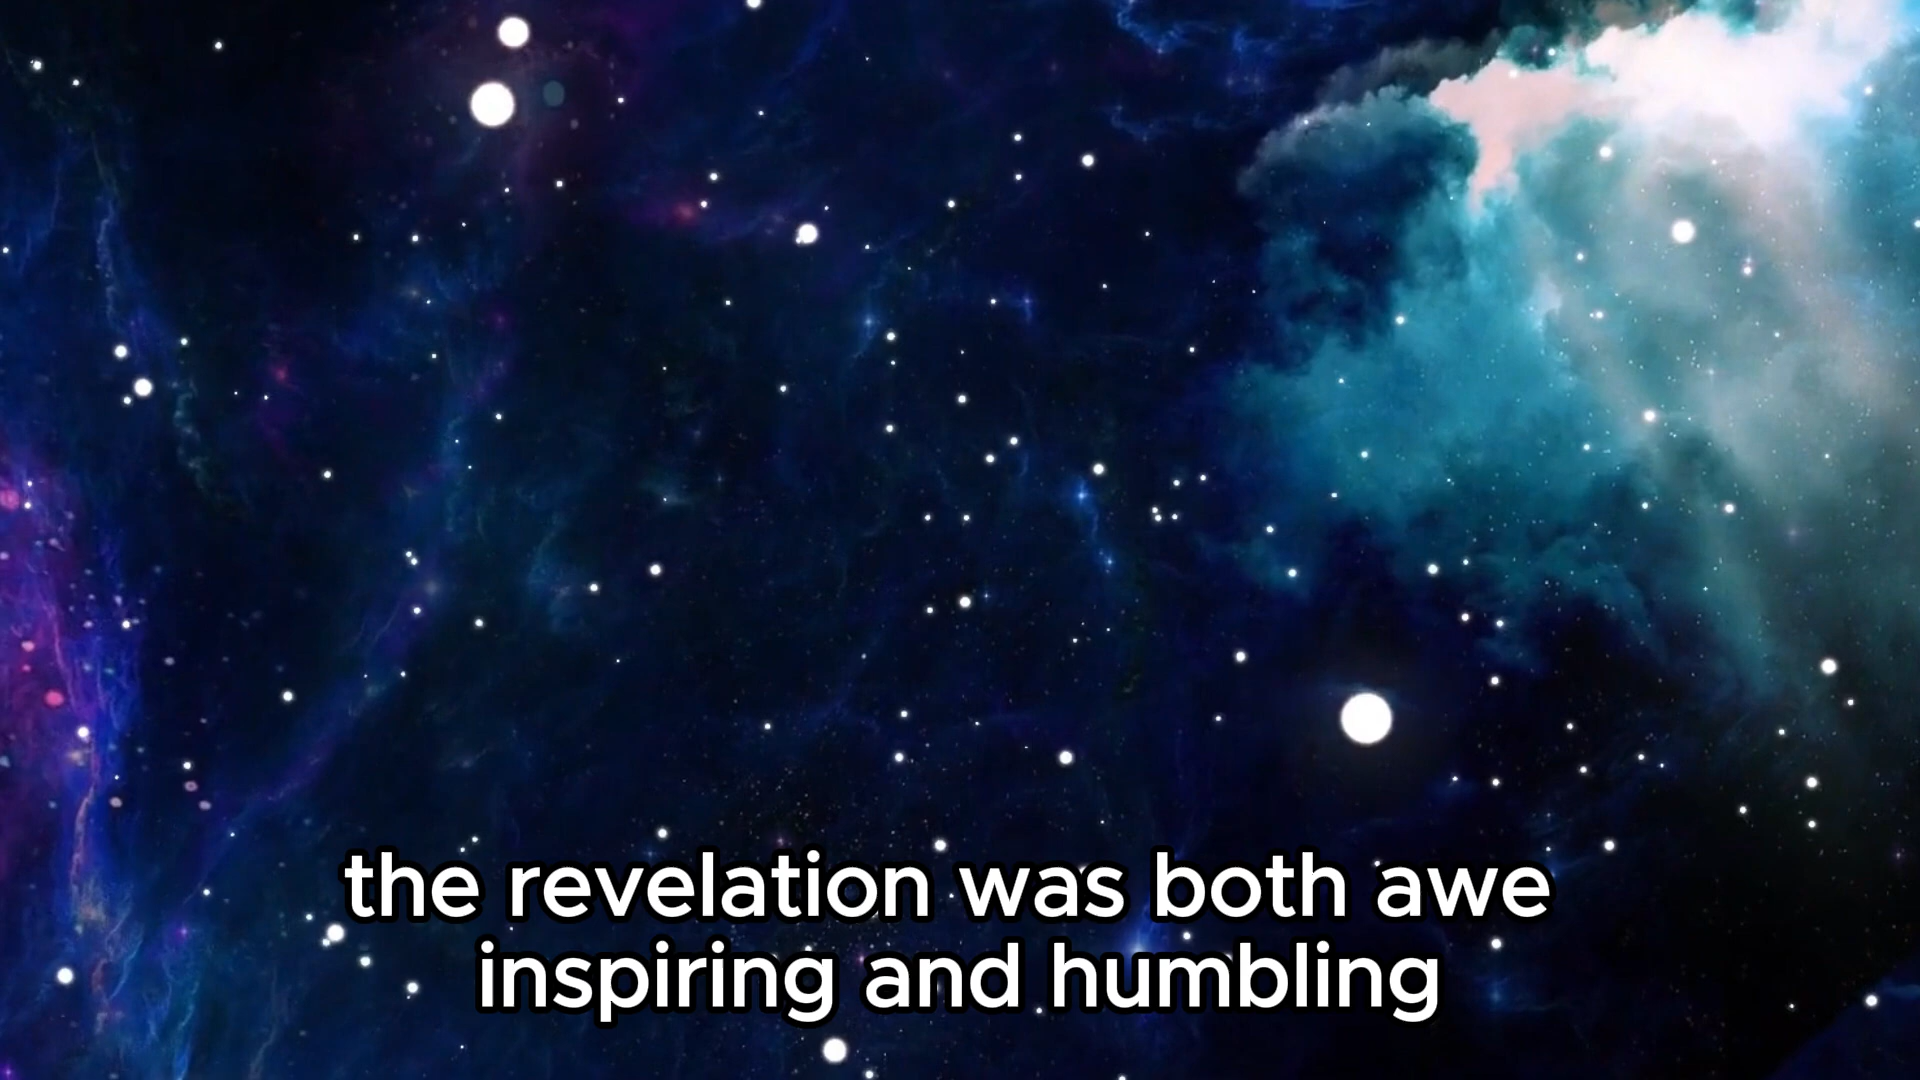 the revelation was both awe
inspiring and humbling